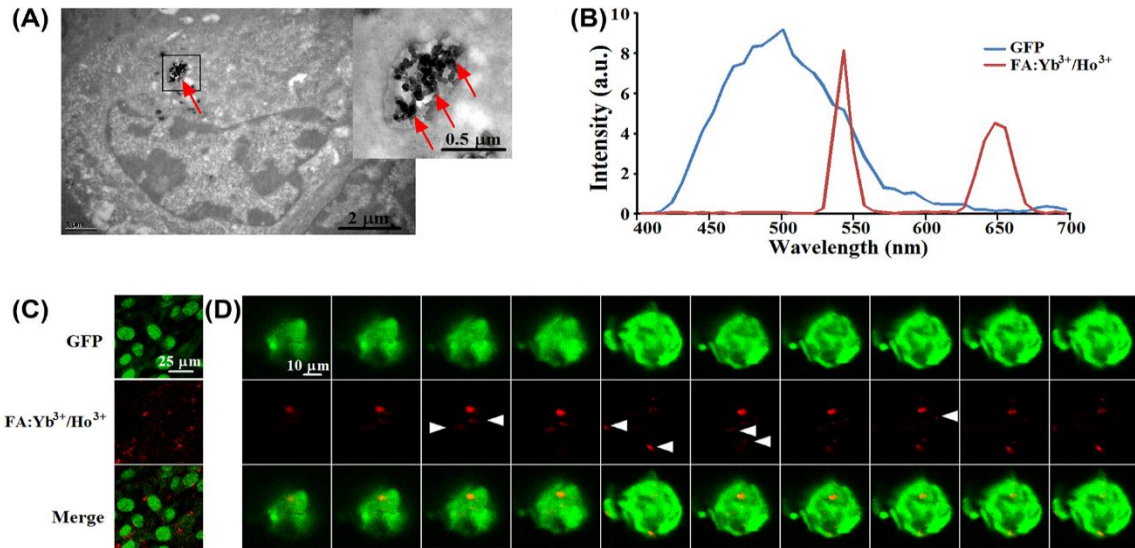 (A)
0.5 µm
2 µm
(B)
Intensity (a.u.)
10
8
6
4
2
0
400
450
500
550
600
650
700
Wavelength (nm)
GFP
FA:Yb³⁺/Ho³⁺
(C)
GFP
25 µm
FA:Yb³⁺/Ho³⁺
Merge
(D)
10 µm